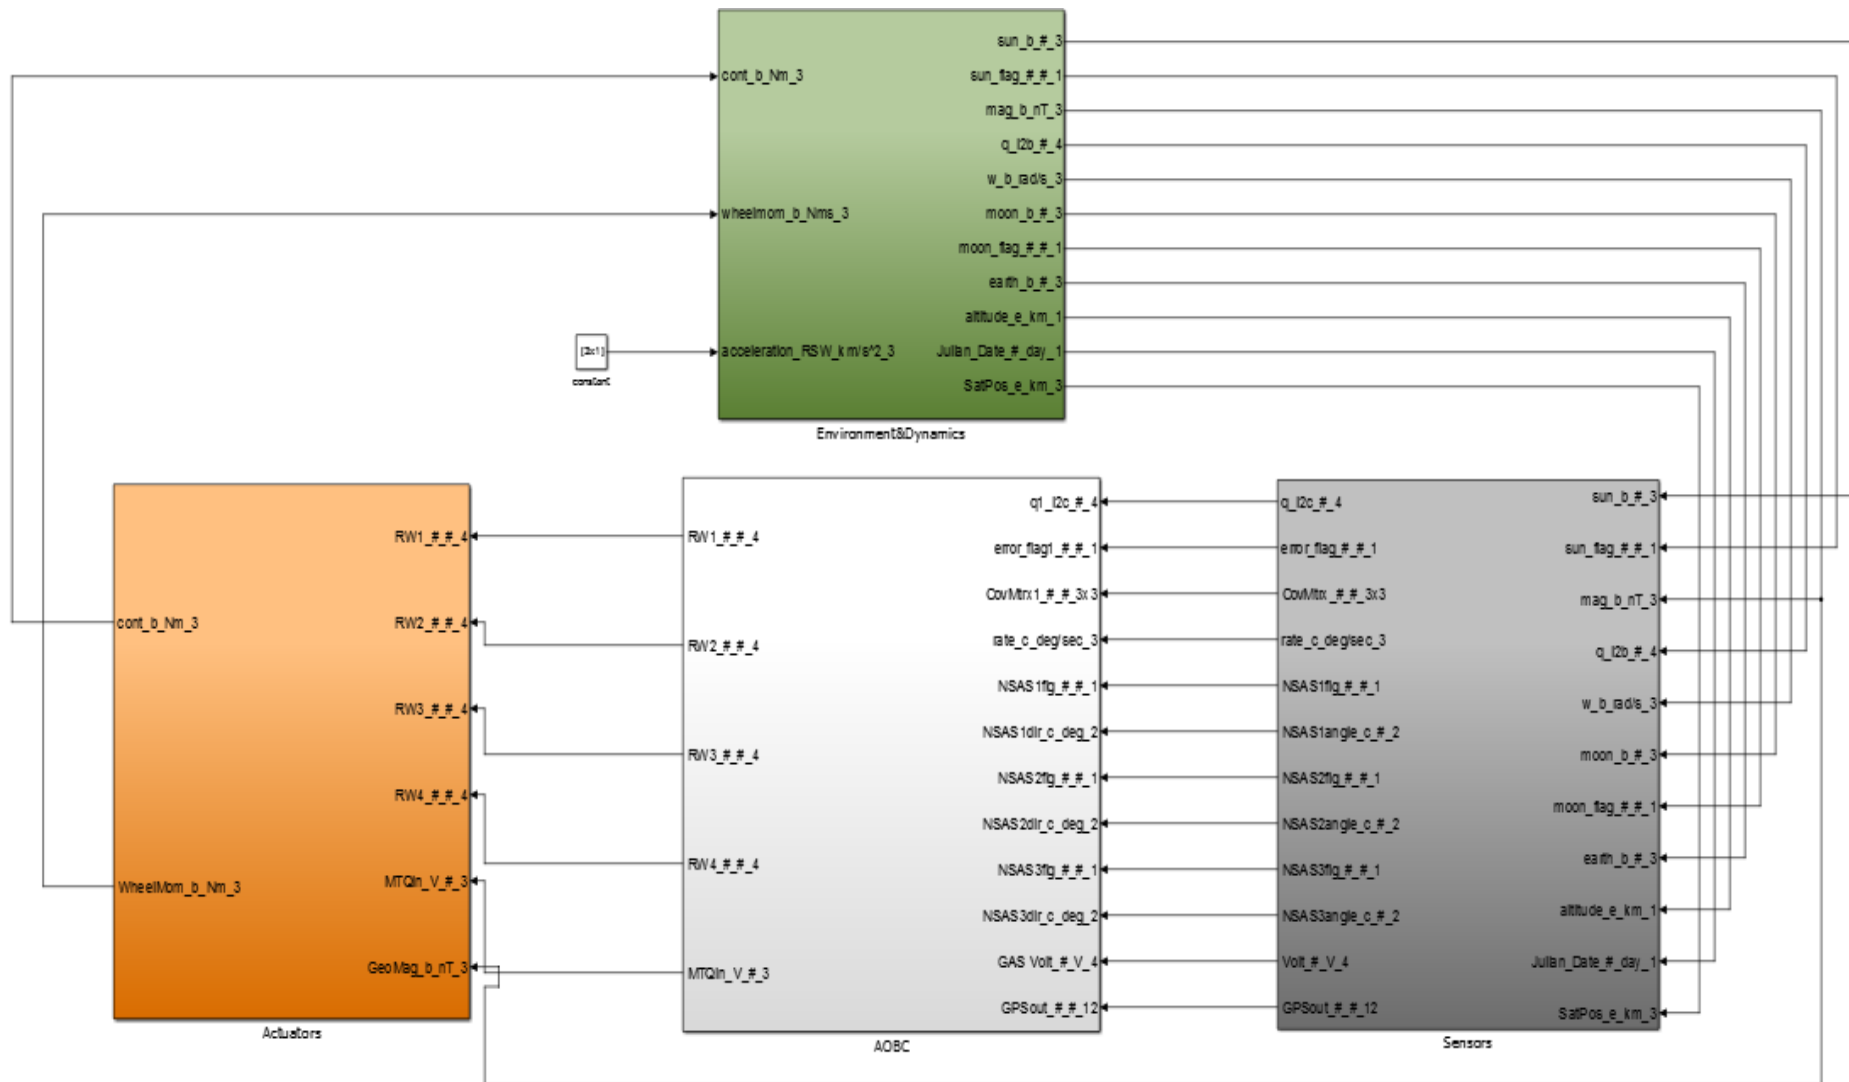 cont_b_Nm_3
wheelmom_b_Nms_3
acceleration_RSW_km/s^2_3
sun_b_#_3
sun_flag_#_#_1
mag_b_nT_3
q_i2b_#_4
w_b_rad/s_3
moon_b_#_3
moon_flag_#_#_1
earth_b_#_3
altitude_e_km_1
Julian_Date_#_day_1
SatPos_e_km_3
Environment&Dynamics
[3x1]
constant
cont_b_Nm_3
WheelMom_b_Nm_3
RW1_#_#_4
RW2_#_#_4
RW3_#_#_4
RW4_#_#_4
MTQin_V_#_3
GeoMag_b_nT_3
Actuators
RW1_#_#_4
RW2_#_#_4
RW3_#_#_4
RW4_#_#_4
MTQin_V_#_3
q1_i2c_#_4
error_flag1_#_#_1
CovMtrx1_#_#_3x3
rate_c_deg/sec_3
NSAS1flg_#_#_1
NSAS1dir_c_deg_2
NSAS2flg_#_#_1
NSAS2dir_c_deg_2
NSAS3flg_#_#_1
NSAS3dir_c_deg_2
GAS Volt_#_V_4
GPSout_#_#_12
AOBC
q_i2c_#_4
error_flag_#_#_1
CovMtrx_#_#_3x3
rate_c_deg/sec_3
NSAS1flg_#_#_1
NSAS1angle_c_#_2
NSAS2flg_#_#_1
NSAS2angle_c_#_2
NSAS3flg_#_#_1
NSAS3angle_c_#_2
Volt_#_V_4
GPSout_#_#_12
sun_b_#_3
sun_flag_#_#_1
mag_b_nT_3
q_i2b_#_4
w_b_rad/s_3
moon_b_#_3
moon_flag_#_#_1
earth_b_#_3
altitude_e_km_1
Julian_Date_#_day_1
SatPos_e_km_3
Sensors